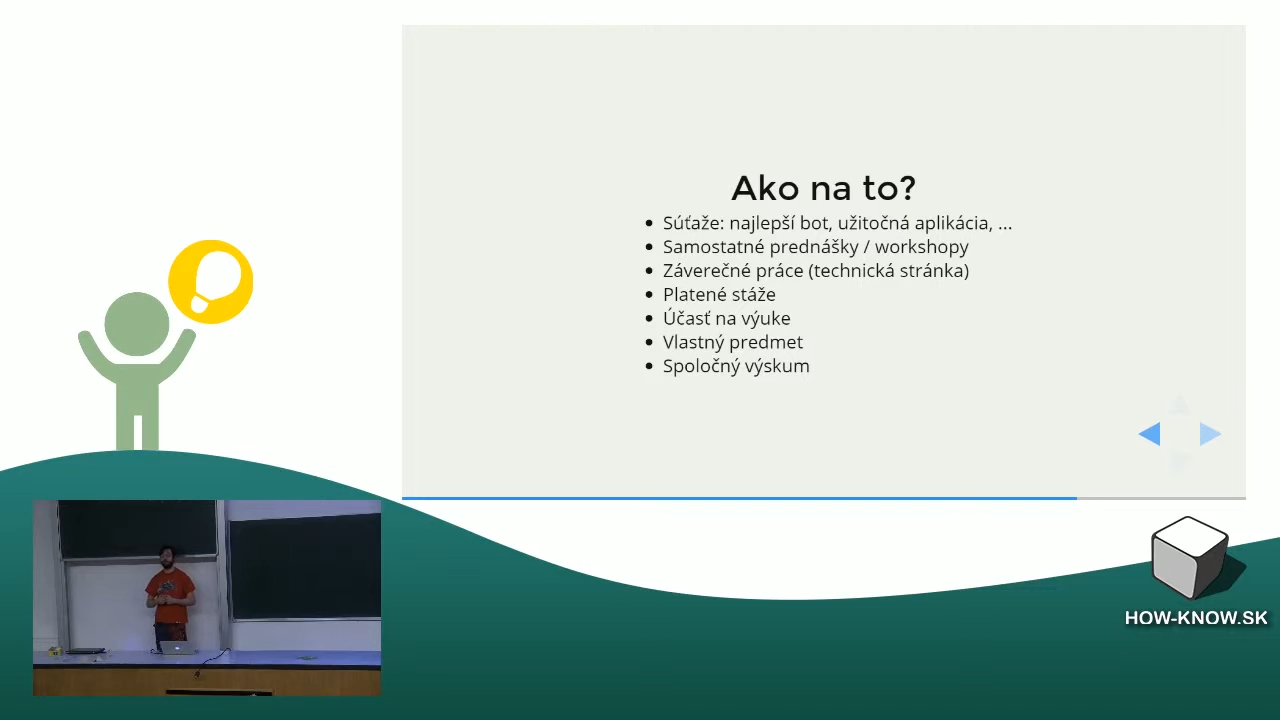 Ako na to?
Súťaže: najlepší bot, užitočná aplikácia, ...
Samostatné prednášky / workshopy
Záverečné práce (technická stránka)
Platené stáže
Účasť na výuke
Vlastný predmet
Spoločný výskum
HOW-KNOW.SK